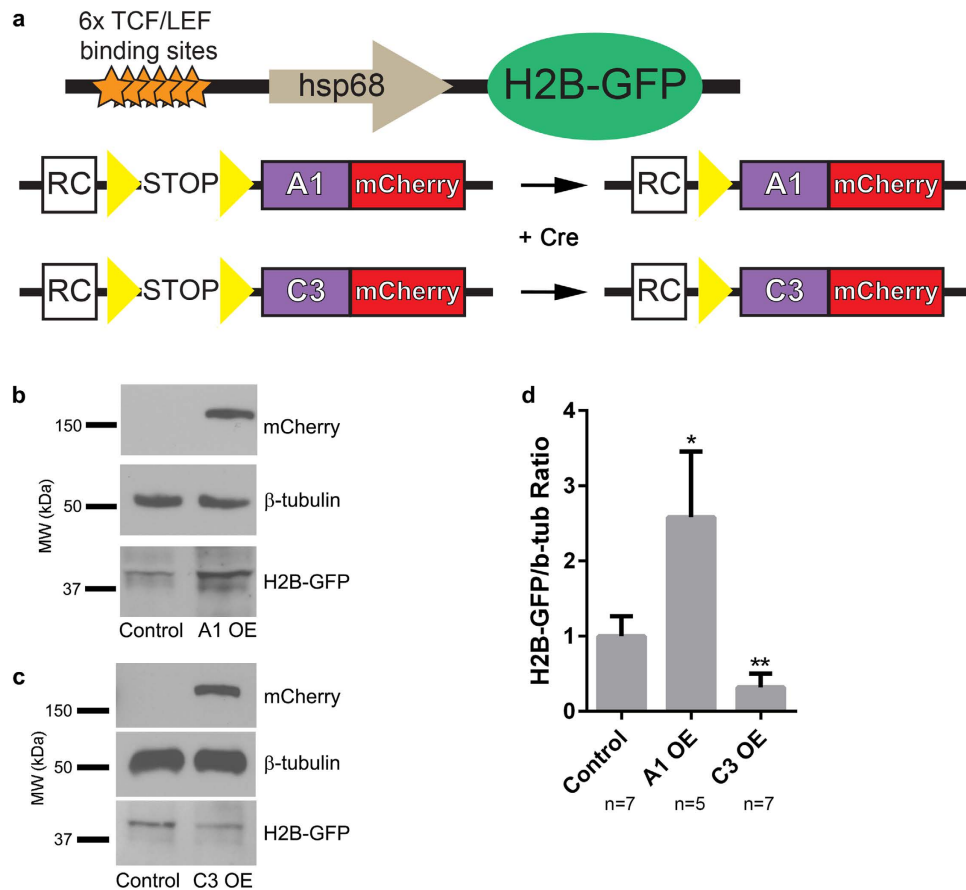 a
6x TCF/LEF
binding sites
hsp68
H2B-GFP
RC
STOP
A1
mCherry
RC
A1
mCherry
+ Cre
RC
STOP
C3
mCherry
RC
C3
mCherry
b
MW (kDa)
150
mCherry
50
β-tubulin
37
H2B-GFP
Control
A1 OE
c
MW (kDa)
150
mCherry
50
β-tubulin
37
H2B-GFP
Control
C3 OE
d
H2B-GFP/b-tub Ratio
4
3
2
1
0
*
**
Control
A1 OE
C3 OE
n=7
n=5
n=7